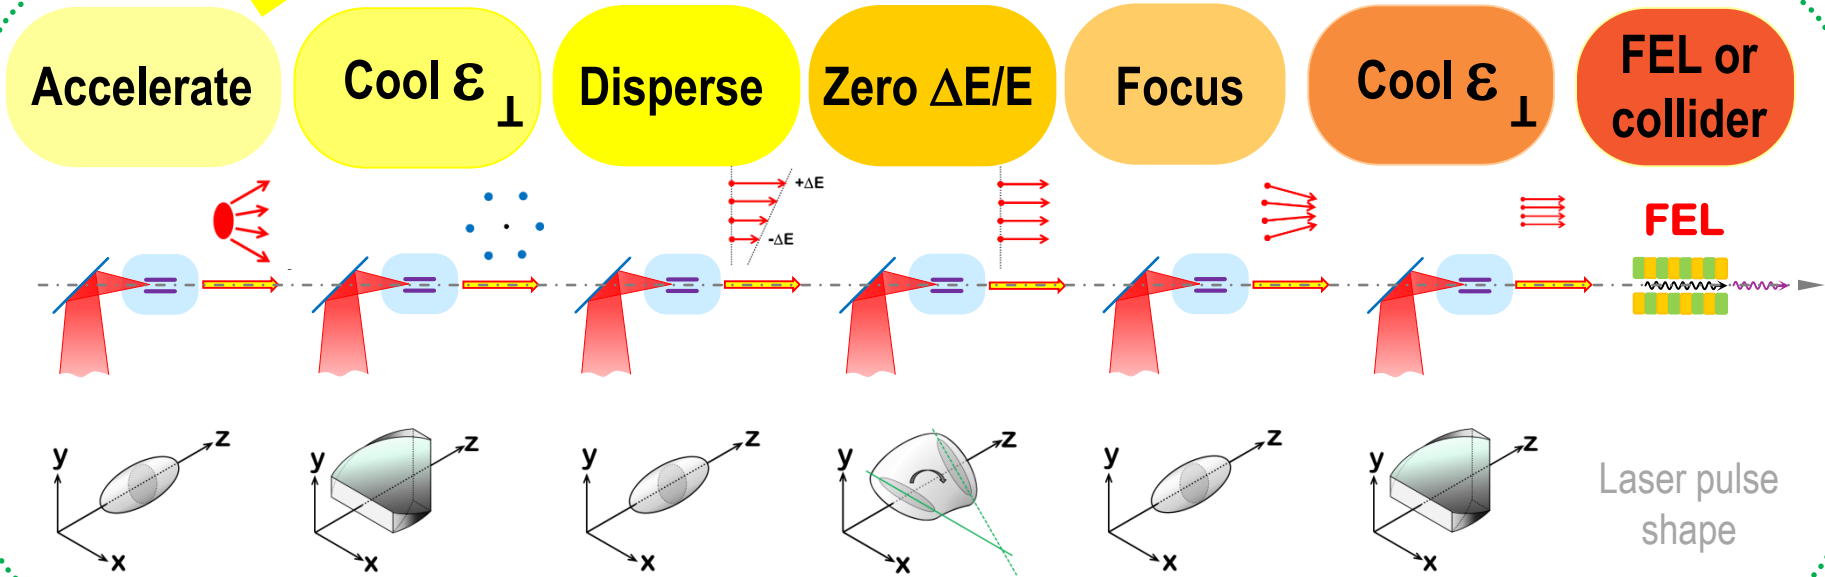 Accelerate
Cool ε⊥
Disperse
Zero ΔE/E
Focus
Cool ε⊥
FEL or
collider
+ΔE
-ΔE
FEL
y z x
y z x
y z x
y z x
y z x
y z x
Laser pulse
shape